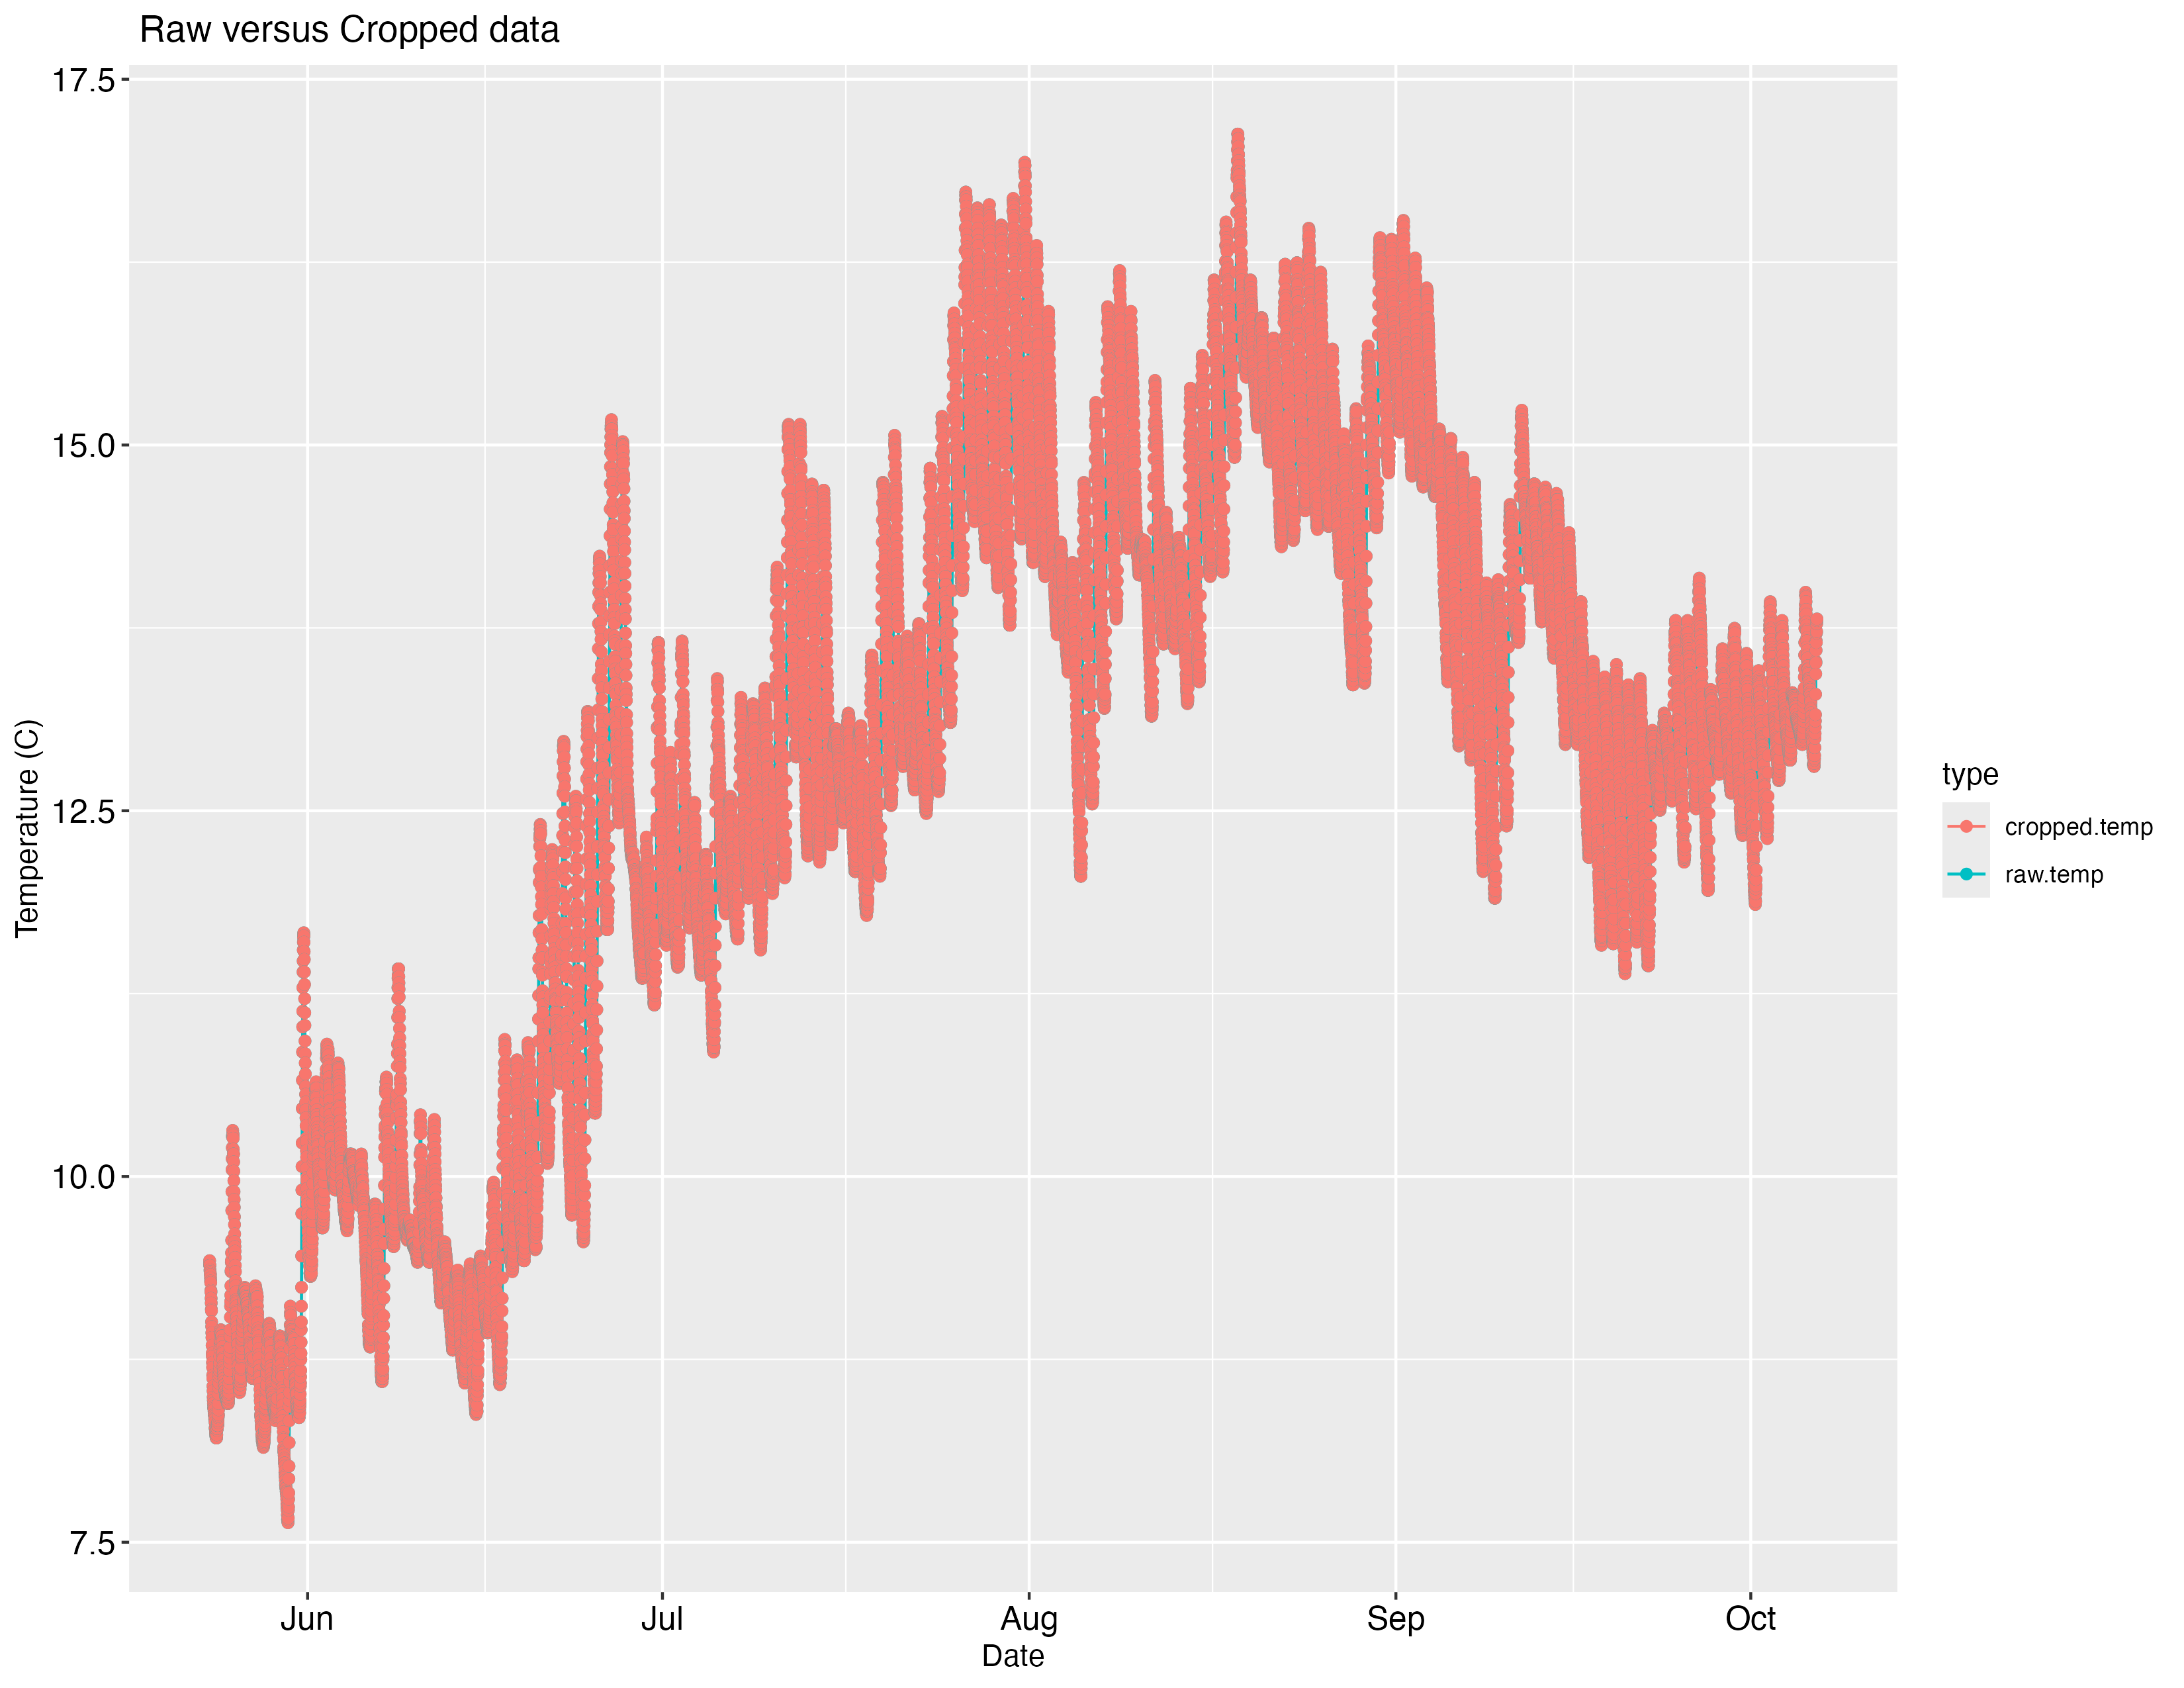 Raw versus Cropped data
17.5
15.0
12.5
10.0
7.5
Temperature (C)
Jun Jul Aug Sep Oct
Date
type
cropped.temp
raw.temp